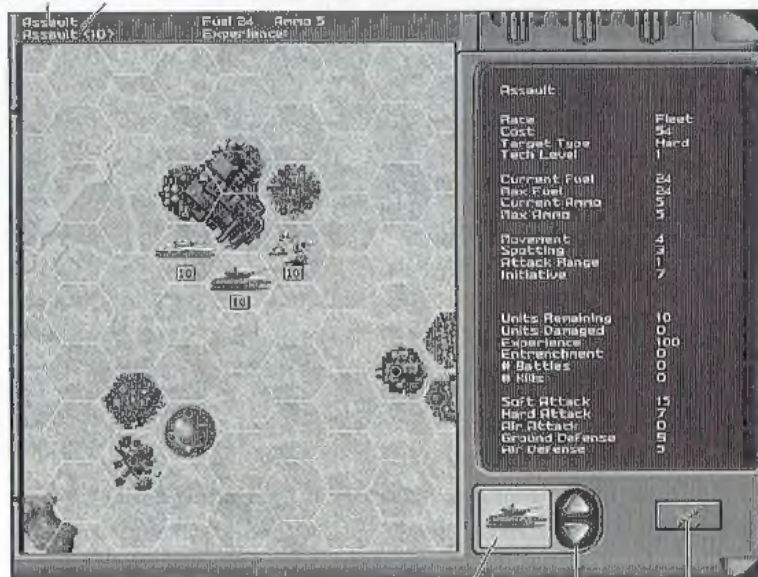 Assault Fuel 24 Ammo 5
Assault <10> Experience:
10
10
10
Assault
Race Fleet
Cost 54
Target Type Hard
Tech Level 1
Current Fuel 24
Max Fuel 24
Current Ammo 5
Max Ammo 5
Movement 4
Spotting 3
Attack Range 1
Initiative 7
Units Remaining 10
Units Damaged 0
Experience 100
Entrenchment 0
# Battles 0
# Kills 0
Soft Attack 15
Hard Attack 7
Air Attack 0
Ground Defense
Air Defense